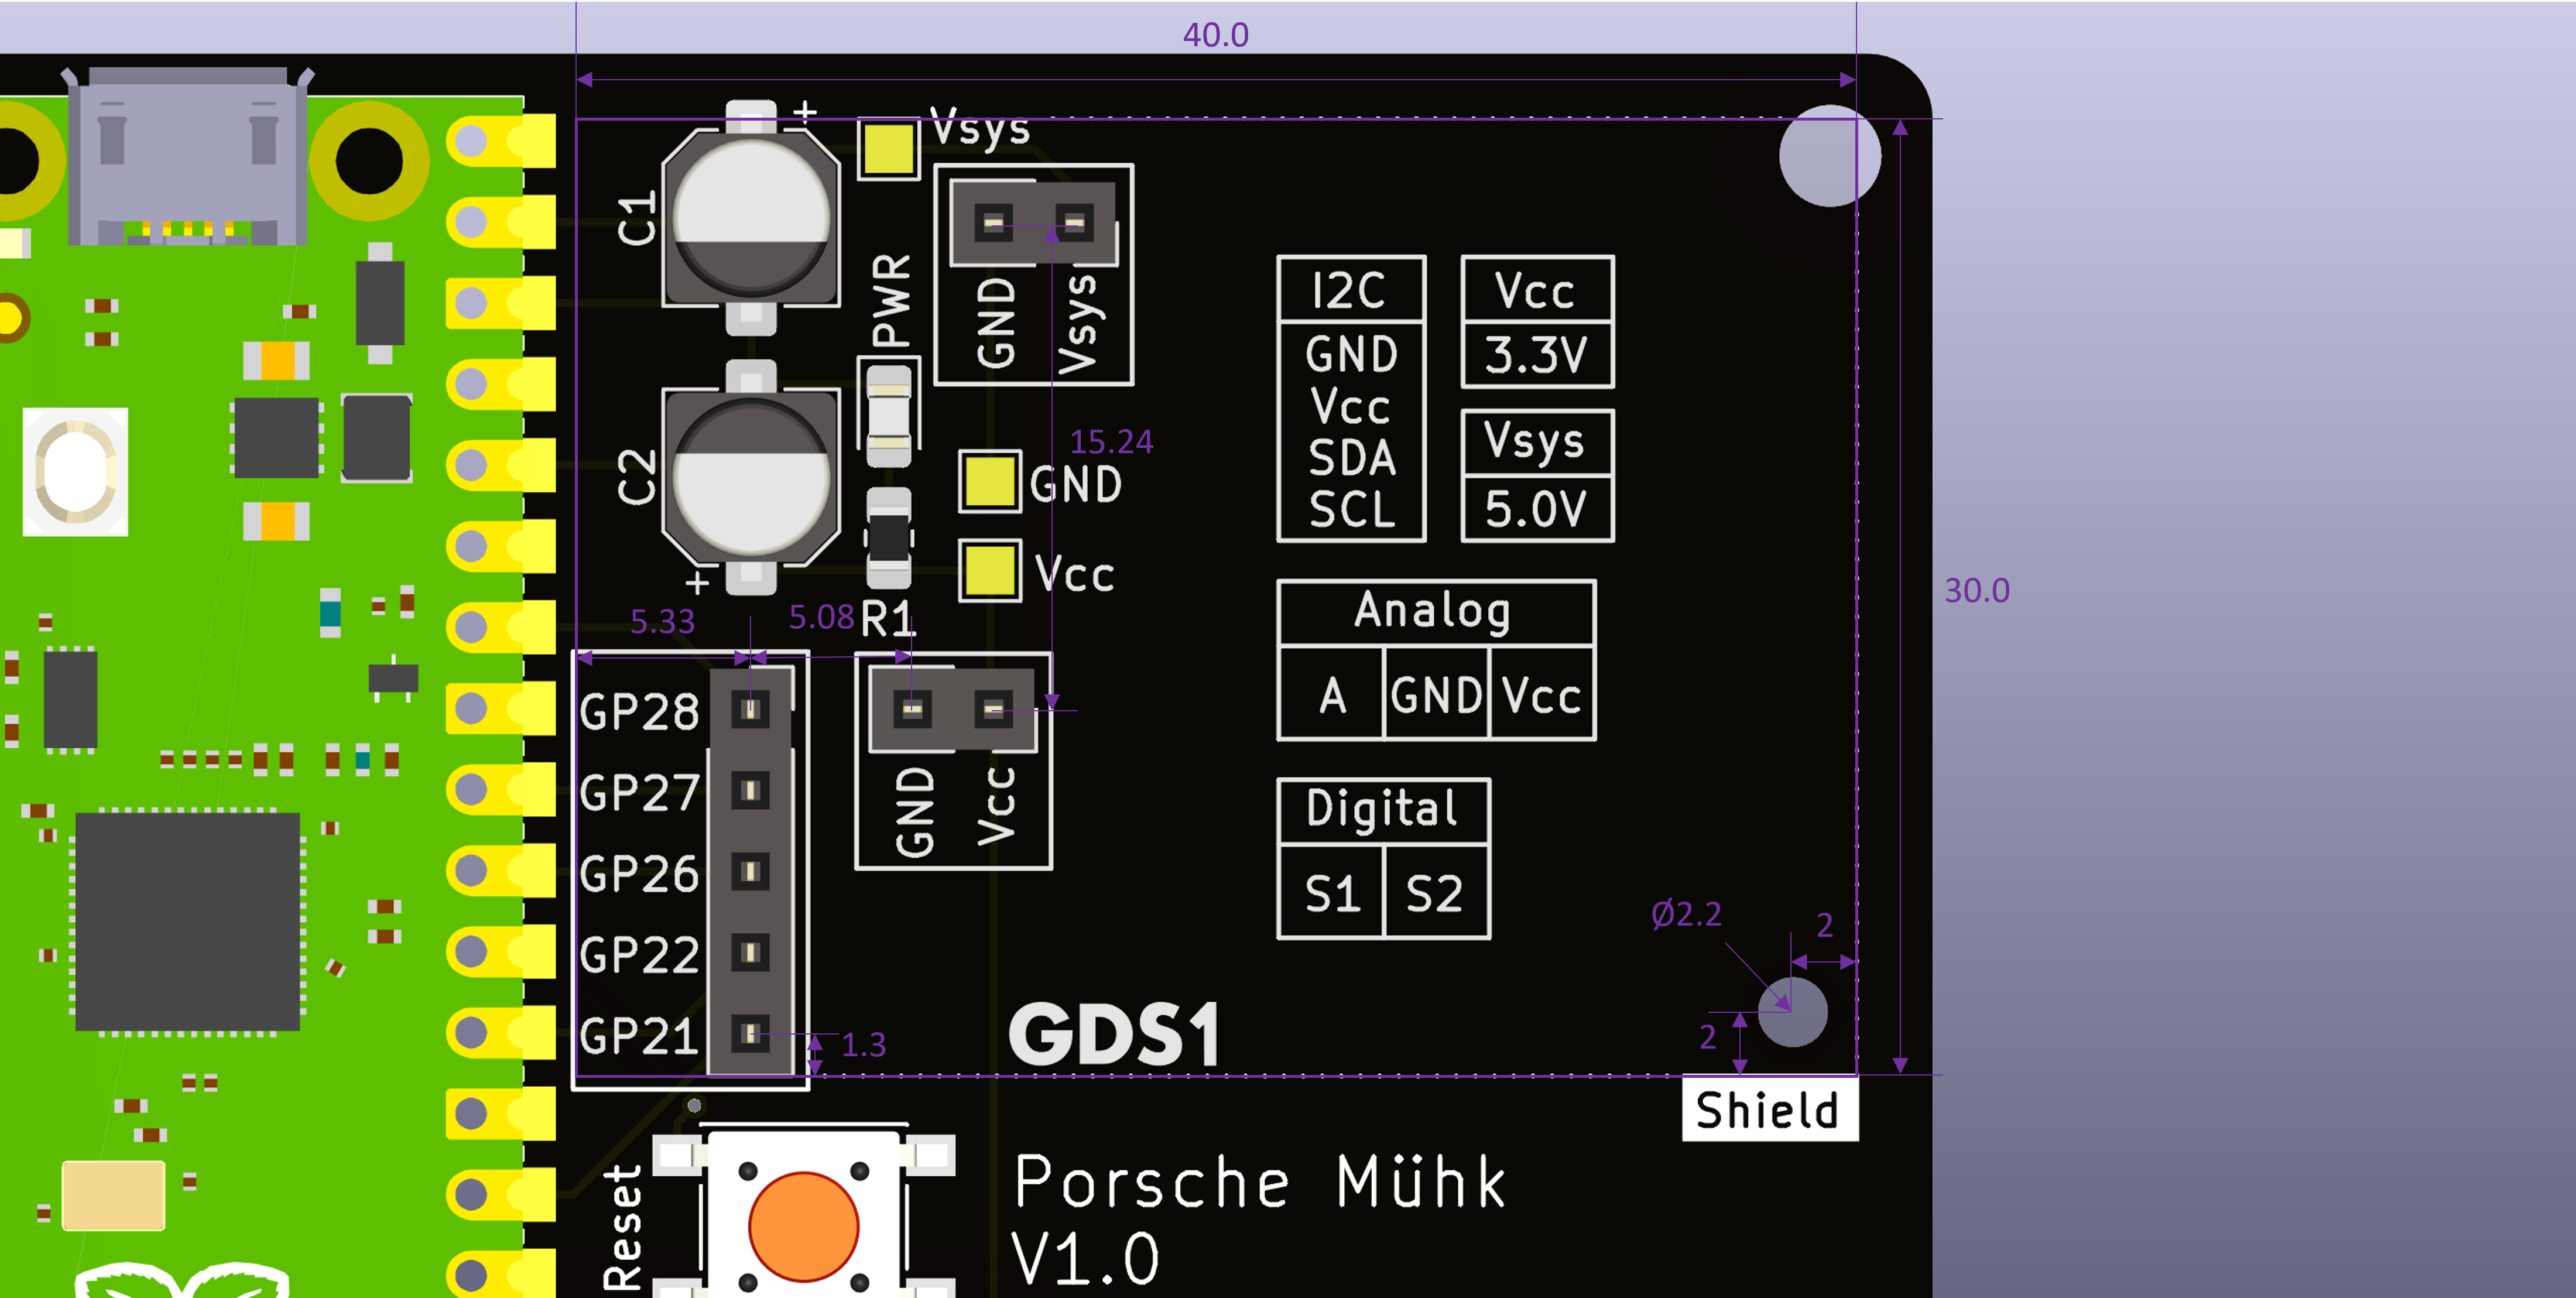 40.0
+
Vsys
C1
PWR
GND
Vsys
I2C
GND
Vcc
SDA
SCL
Vcc
3.3V
Vsys
5.0V
15.24
C2
GND
Vcc
+
R1
5.33
5.08
30.0
Analog
A GND Vcc
GP28
GP27
GP26
GP22
GP21
GND
Vcc
Digital
S1 S2
Ø2.2
2
2
1.3
GDS1
Shield
Reset
Porsche Mühk
V1.0